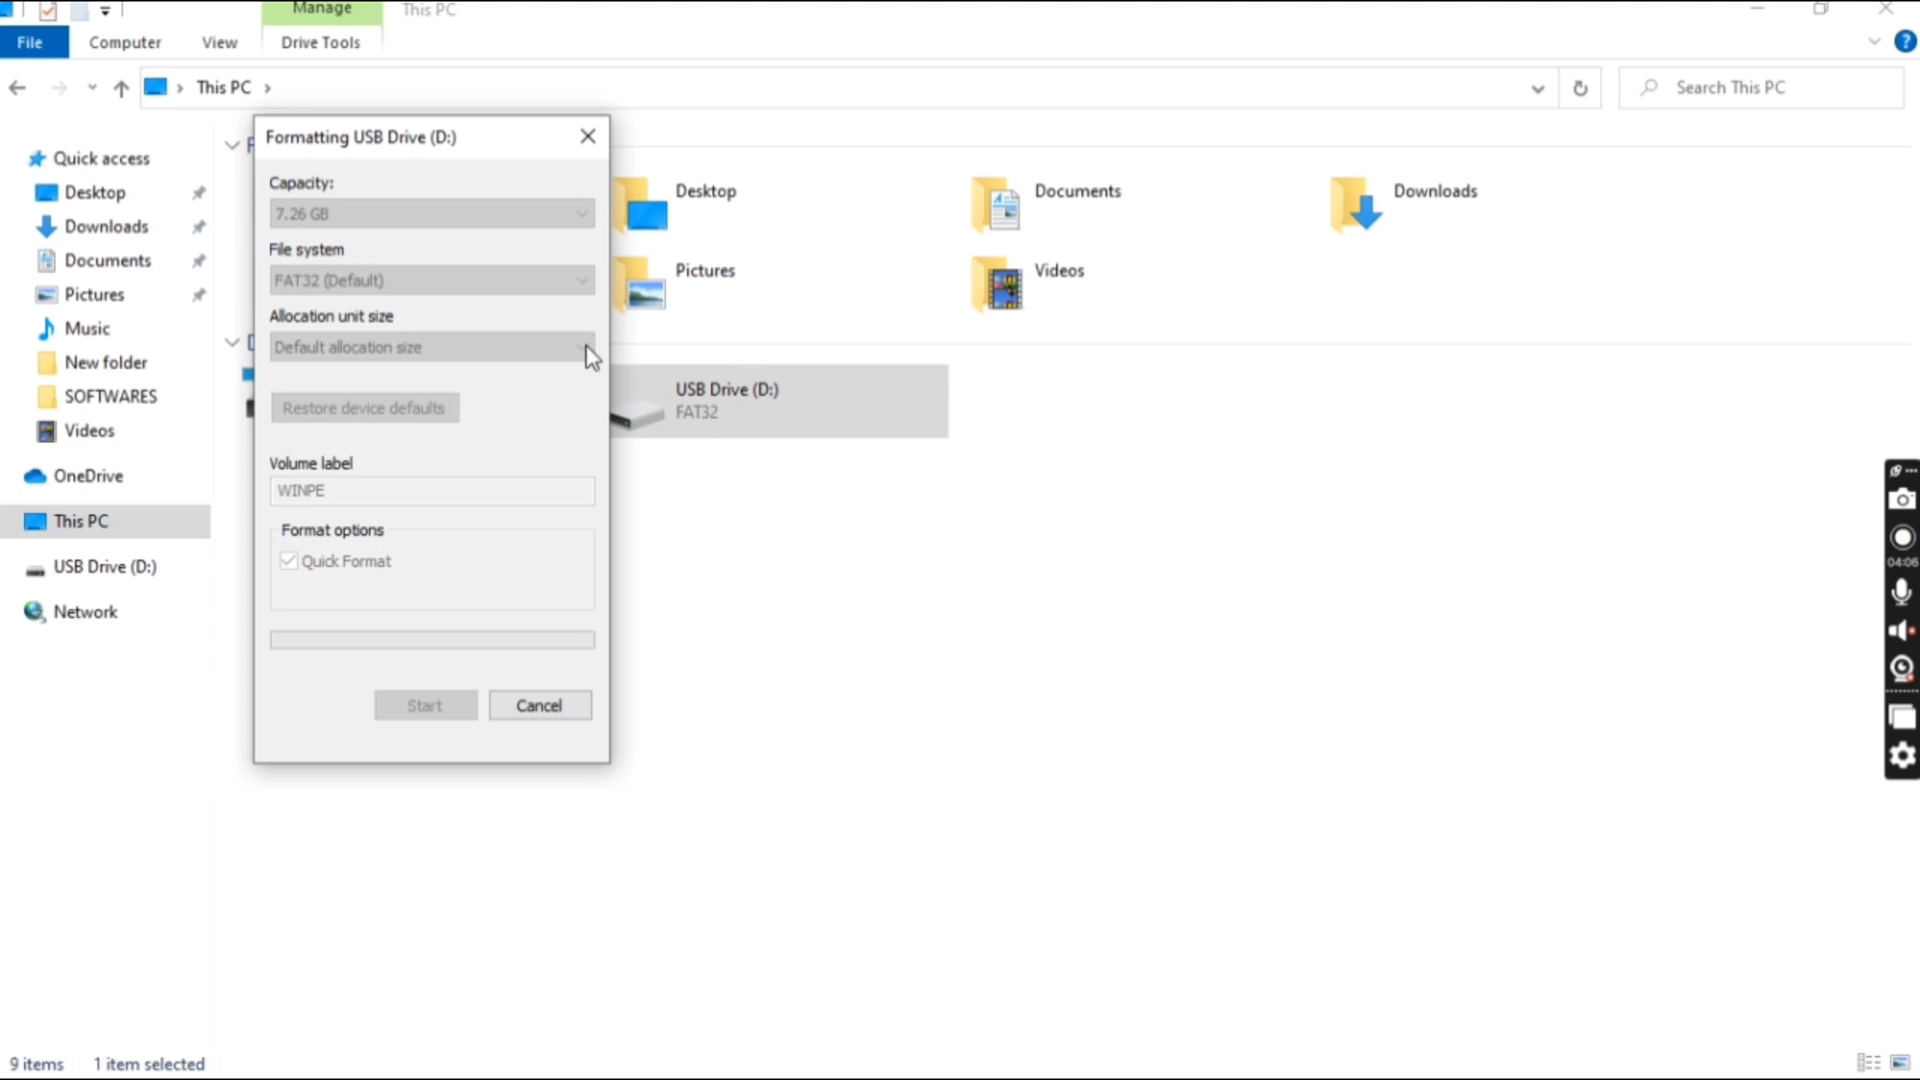 Manage
This PC
File
Computer
View
Drive Tools
?
This PC
Search This PC
Formatting USB Drive (D:)
Quick access
Desktop
Downloads
Documents
Pictures
Music
New folder
SOFTWARES
Videos
OneDrive
This PC
USB Drive (D:)
Network
Capacity:
7.26 GB
File system
FAT32 (Default)
Allocation unit size
Default allocation size
Restore device defaults
Volume label
WINPE
Format options
Quick Format
Start
Cancel
Desktop
Documents
Downloads
Pictures
Videos
USB Drive (D:)
FAT32
04:06
9 items
1 item selected